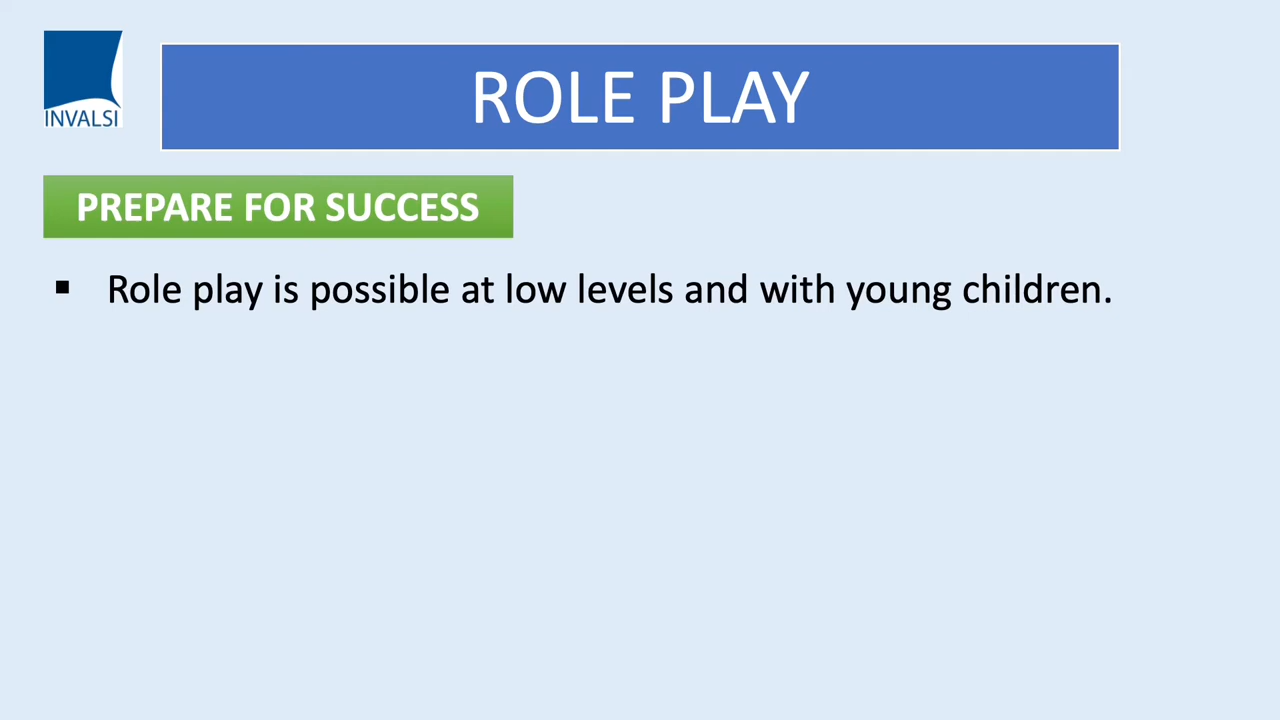 INVALSI
ROLE PLAY
PREPARE FOR SUCCESS
▪ Role play is possible at low levels and with young children.